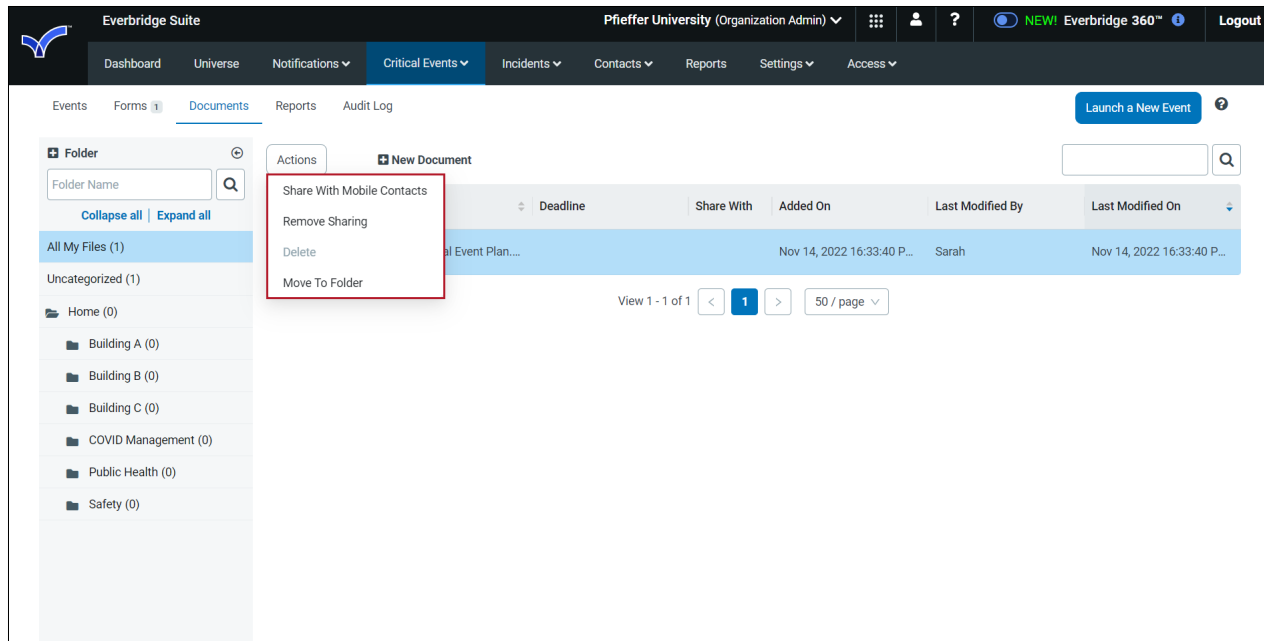 Everbridge Suite
Pfieffer University (Organization Admin)
?
NEW! Everbridge 360™ i
Logout
Dashboard Universe Notifications Critical Events Incidents Contacts Reports Settings Access
Events Forms 1 Documents Reports Audit Log
Launch a New Event
?
Folder
Folder Name
Collapse all | Expand all
All My Files (1)
Uncategorized (1)
Home (0)
Building A (0)
Building B (0)
Building C (0)
COVID Management (0)
Public Health (0)
Safety (0)
Actions
New Document
Share With Mobile Contacts
Remove Sharing
Delete
Move To Folder
Deadline Share With Added On Last Modified By Last Modified On
al Event Plan.... Nov 14, 2022 16:33:40 P... Sarah Nov 14, 2022 16:33:40 P...
View 1 - 1 of 1 < 1 > 50 / page